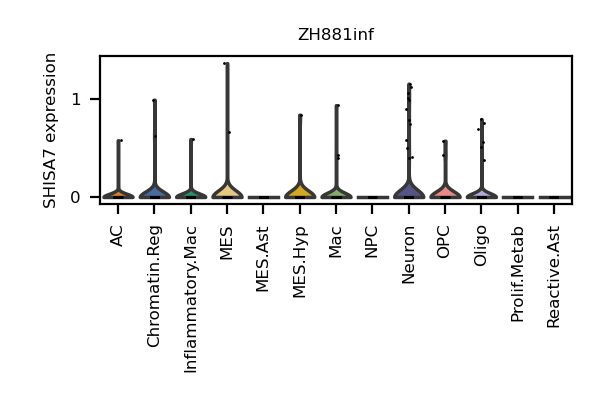 ZH881inf
SHISA7 expression
1
0
AC
Chromatin.Reg
Inflammatory.Mac
MES
MES.Ast
MES.Hyp
Mac
NPC
Neuron
OPC
Oligo
Prolif.Metab
Reactive.Ast